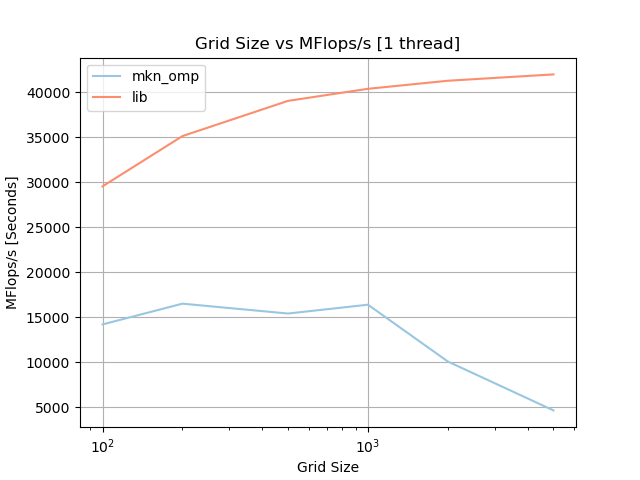 Grid Size vs MFlops/s [1 thread]
mkn_omp
lib
40000
35000
30000
25000
20000
15000
10000
5000
MFlops/s [Seconds]
10²
10³
Grid Size